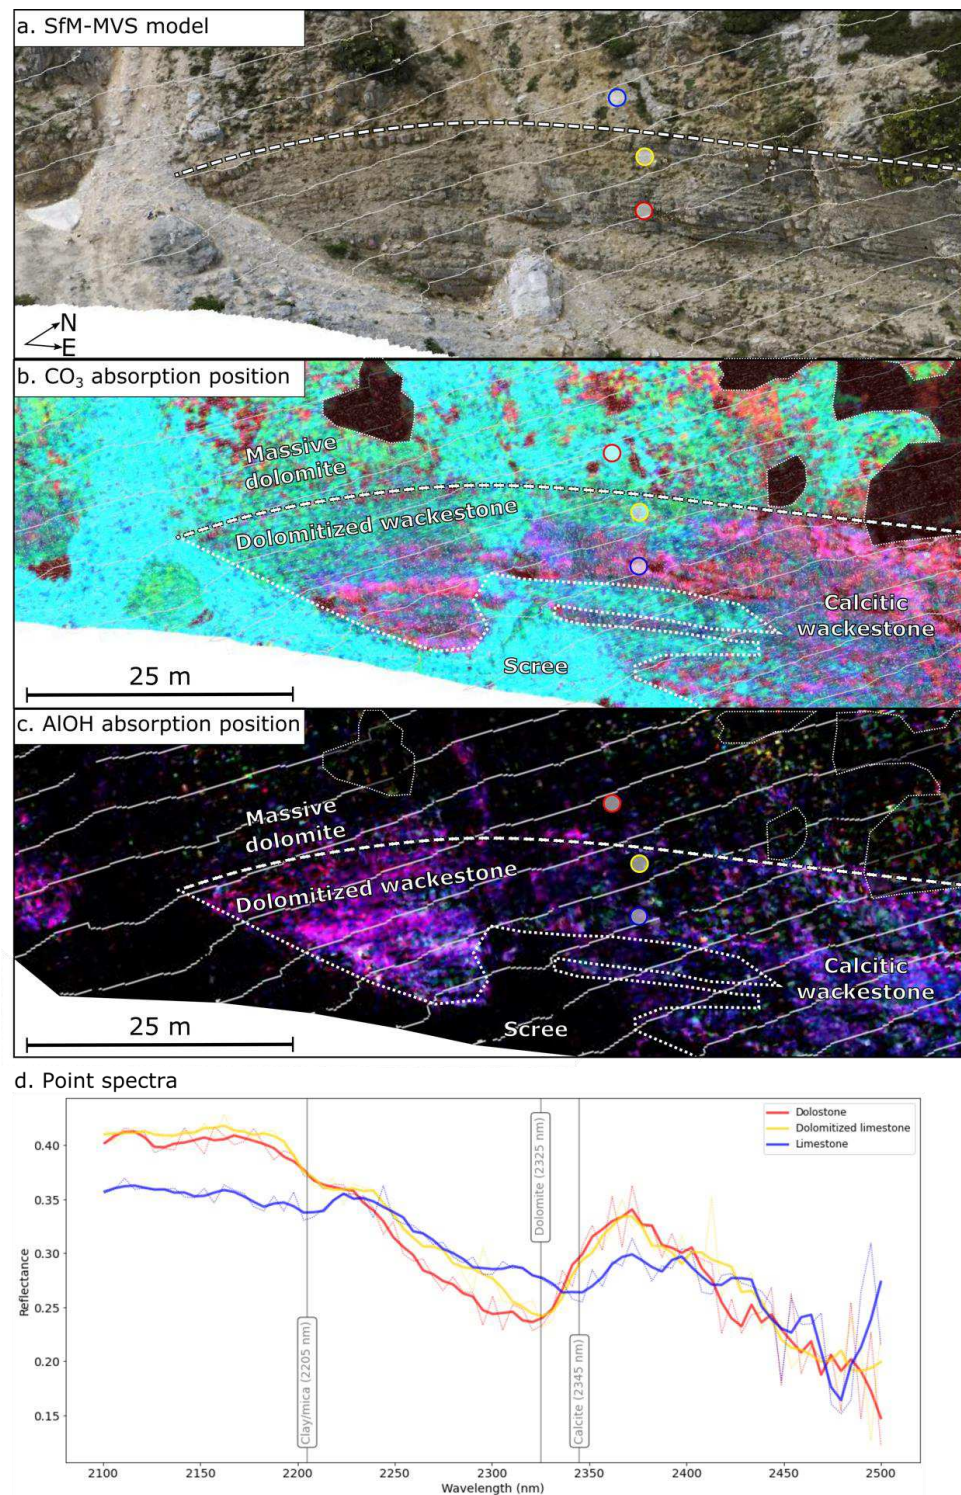 a. SfM-MVS model
N
E
b. CO₃ absorption position
Massive
dolomite
Dolomitized wackestone
Calcitic
wackestone
Scree
25 m
c. AlOH absorption position
Massive
dolomite
Dolomitized wackestone
Calcitic
wackestone
Scree
25 m
d. Point spectra
Dolostone
Dolomitized limestone
Limestone
0.40
0.35
0.30
0.25
0.20
0.15
Reflectance
Clay/mica (2205 nm)
Dolomite (2325 nm)
Calcite (2345 nm)
2100
2150
2200
2250
2300
2350
2400
2450
2500
Wavelength (nm)